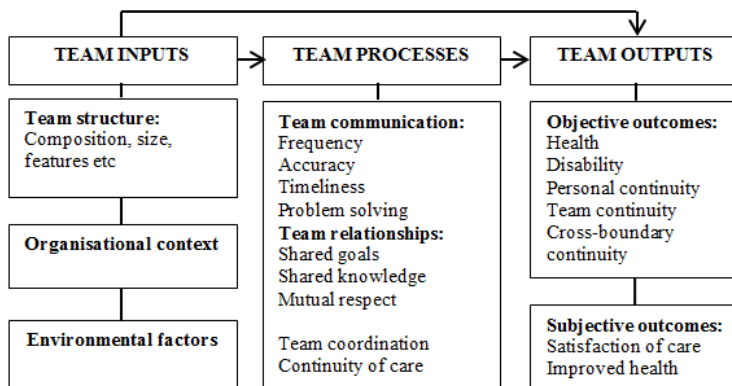 TEAM INPUTS
Team structure:
Composition, size,
features etc
Organisational context
Environmental factors
TEAM PROCESSES
Team communication:
Frequency
Accuracy
Timeliness
Problem solving
Team relationships:
Shared goals
Shared knowledge
Mutual respect
Team coordination
Continuity of care
TEAM OUTPUTS
Objective outcomes:
Health
Disability
Personal continuity
Team continuity
Cross-boundary
continuity
Subjective outcomes:
Satisfaction of care
Improved health